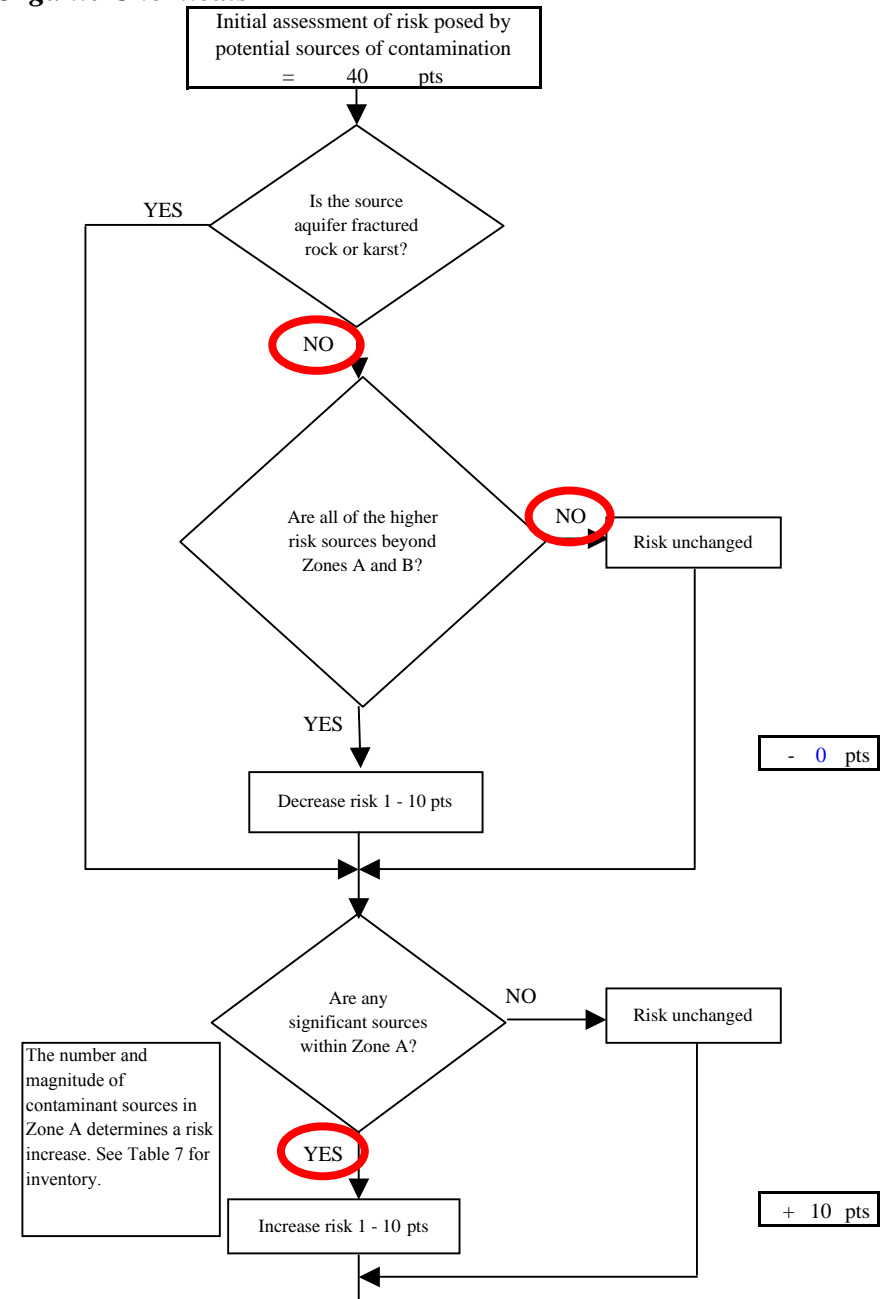 Initial assessment of risk posed by
potential sources of contamination
= 40 pts
Is the source
aquifer fractured
rock or karst?
YES
NO
Are all of the higher
risk sources beyond
Zones A and B?
NO
Risk unchanged
YES
- 0 pts
Decrease risk 1 - 10 pts
Are any
significant sources
within Zone A?
NO
Risk unchanged
The number and
magnitude of
contaminant sources in
Zone A determines a risk
increase. See Table 7 for
inventory.
YES
Increase risk 1 - 10 pts
+ 10 pts